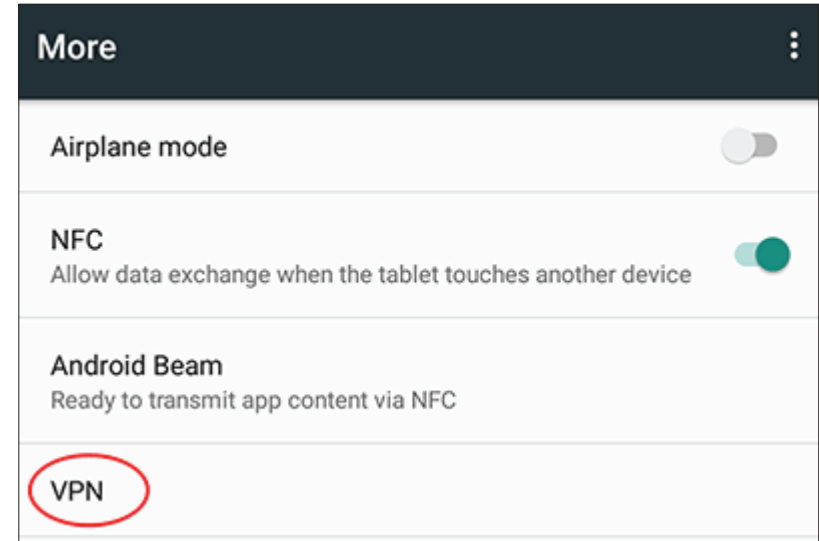 More
Airplane mode
NFC
Allow data exchange when the tablet touches another device
Android Beam
Ready to transmit app content via NFC
VPN